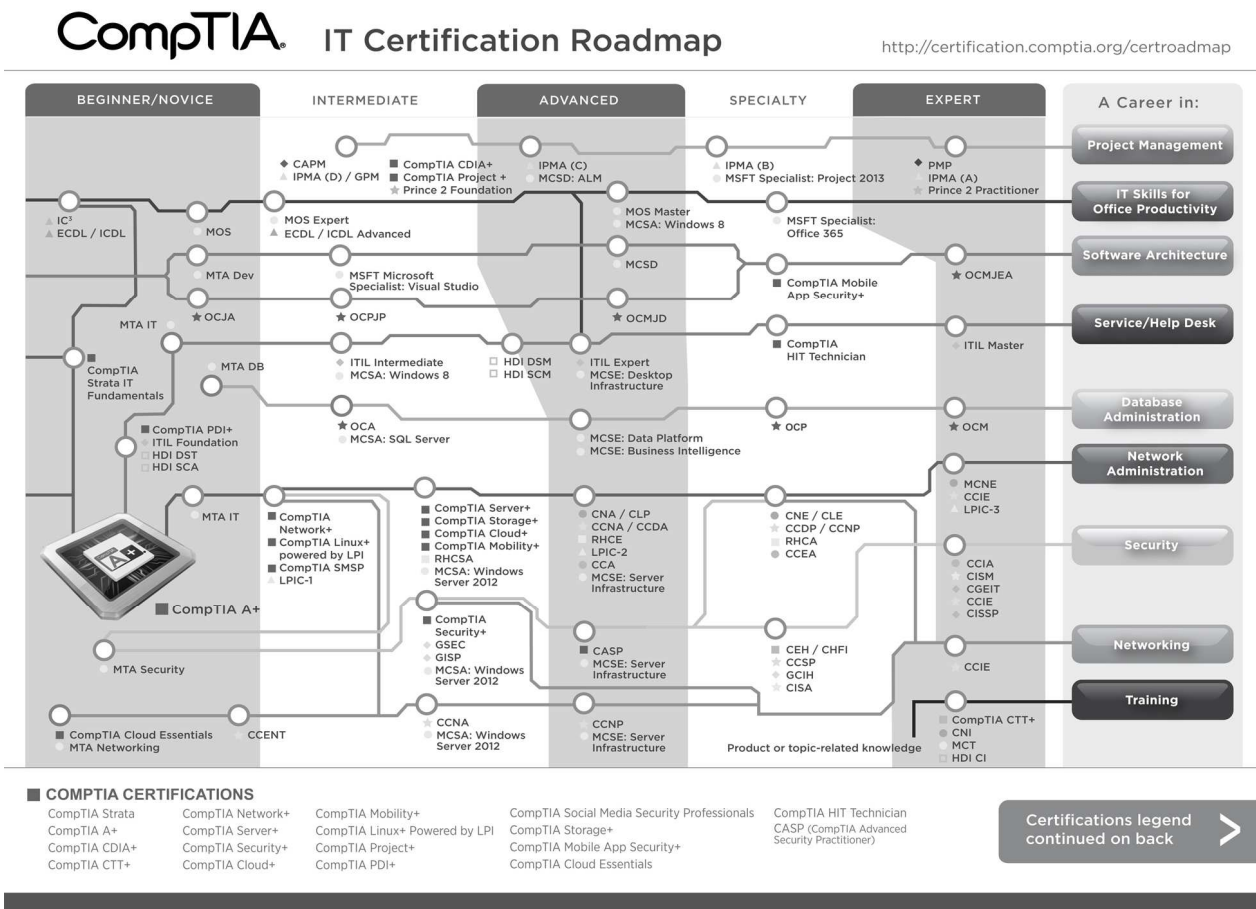 CompTIA. IT Certification Roadmap
http://certification.comptia.org/certroadmap
BEGINNER/NOVICE
INTERMEDIATE
ADVANCED
SPECIALTY
EXPERT
A Career in:
CAPM
IPMA (D) / GPM
CompTIA CDIA+
CompTIA Project +
Prince 2 Foundation
IPMA (C)
MCSD: ALM
IPMA (B)
MSFT Specialist: Project 2013
PMP
IPMA (A)
Prince 2 Practitioner
Project Management
IC³
ECDL / ICDL
MOS
MOS Expert
ECDL / ICDL Advanced
MOS Master
MCSA: Windows 8
MSFT Specialist:
Office 365
IT Skills for
Office Productivity
MTA Dev
MSFT Microsoft
Specialist: Visual Studio
MCSD
CompTIA Mobile
App Security+
OCMJEA
Software Architecture
OCJA
OCPJP
OCMJD
MTA IT
ITIL Intermediate
MCSA: Windows 8
HDI DSM
HDI SCM
ITIL Expert
MCSE: Desktop
Infrastructure
CompTIA
HIT Technician
ITIL Master
Service/Help Desk
CompTIA
Strata IT
Fundamentals
MTA DB
OCA
MCSA: SQL Server
MCSE: Data Platform
MCSE: Business Intelligence
OCP
OCM
Database
Administration
CompTIA PDI+
ITIL Foundation
HDI DST
HDI SCA
MTA IT
CompTIA
Network+
CompTIA Linux+
powered by LPI
CompTIA SMSP
LPIC-1
CompTIA Server+
CompTIA Storage+
CompTIA Cloud+
CompTIA Mobility+
RHCSA
MCSA: Windows
Server 2012
CNA / CLP
CCNA / CCDA
RHCE
LPIC-2
CCA
MCSE: Server
Infrastructure
CNE / CLE
CCDP / CCNP
RHCA
CCEA
MCNE
CCIE
LPIC-3
Network
Administration
A+
CompTIA A+
MTA Security
CompTIA
Security+
GSEC
GISP
MCSA: Windows
Server 2012
CASP
MCSE: Server
Infrastructure
CEH / CHFI
CCSP
GCIH
CISA
CCIA
CISM
CGEIT
CCIE
CISSP
Security
CCIE
Networking
CompTIA Cloud Essentials
MTA Networking
CCENT
CCNA
MCSA: Windows
Server 2012
CCNP
MCSE: Server
Infrastructure
Product or topic-related knowledge
CompTIA CTT+
CNI
MCT
HDI CI
Training
COMPTIA CERTIFICATIONS
CompTIA Strata
CompTIA A+
CompTIA CDIA+
CompTIA CTT+
CompTIA Network+
CompTIA Server+
CompTIA Security+
CompTIA Cloud+
CompTIA Mobility+
CompTIA Linux+ Powered by LPI
CompTIA Project+
CompTIA PDI+
CompTIA Social Media Security Professionals
CompTIA Storage+
CompTIA Mobile App Security+
CompTIA Cloud Essentials
CompTIA HIT Technician
CASP (CompTIA Advanced
Security Practitioner)
Certifications legend
continued on back